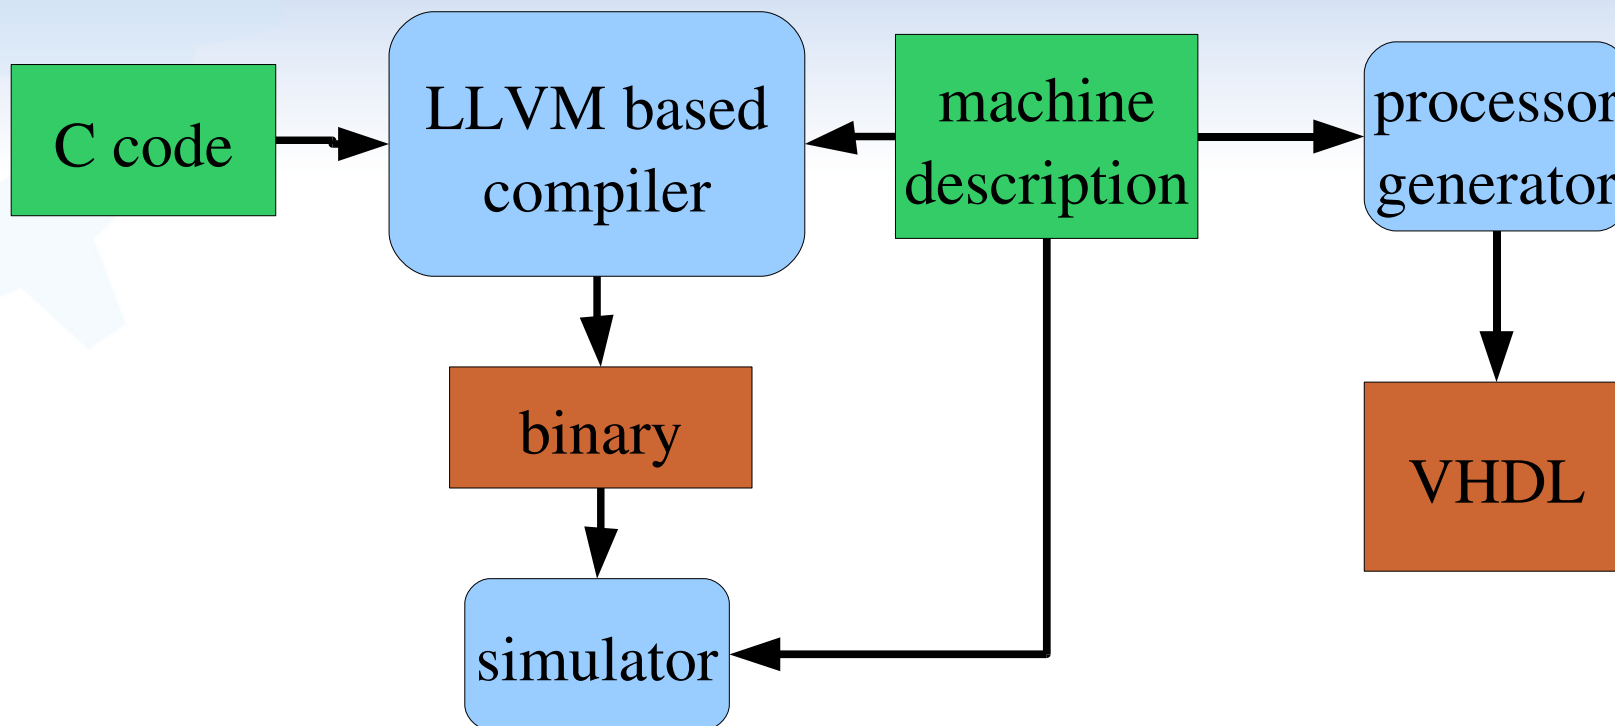 C code
LLVM based
compiler
machine
description
processor
generator
binary
VHDL
simulator